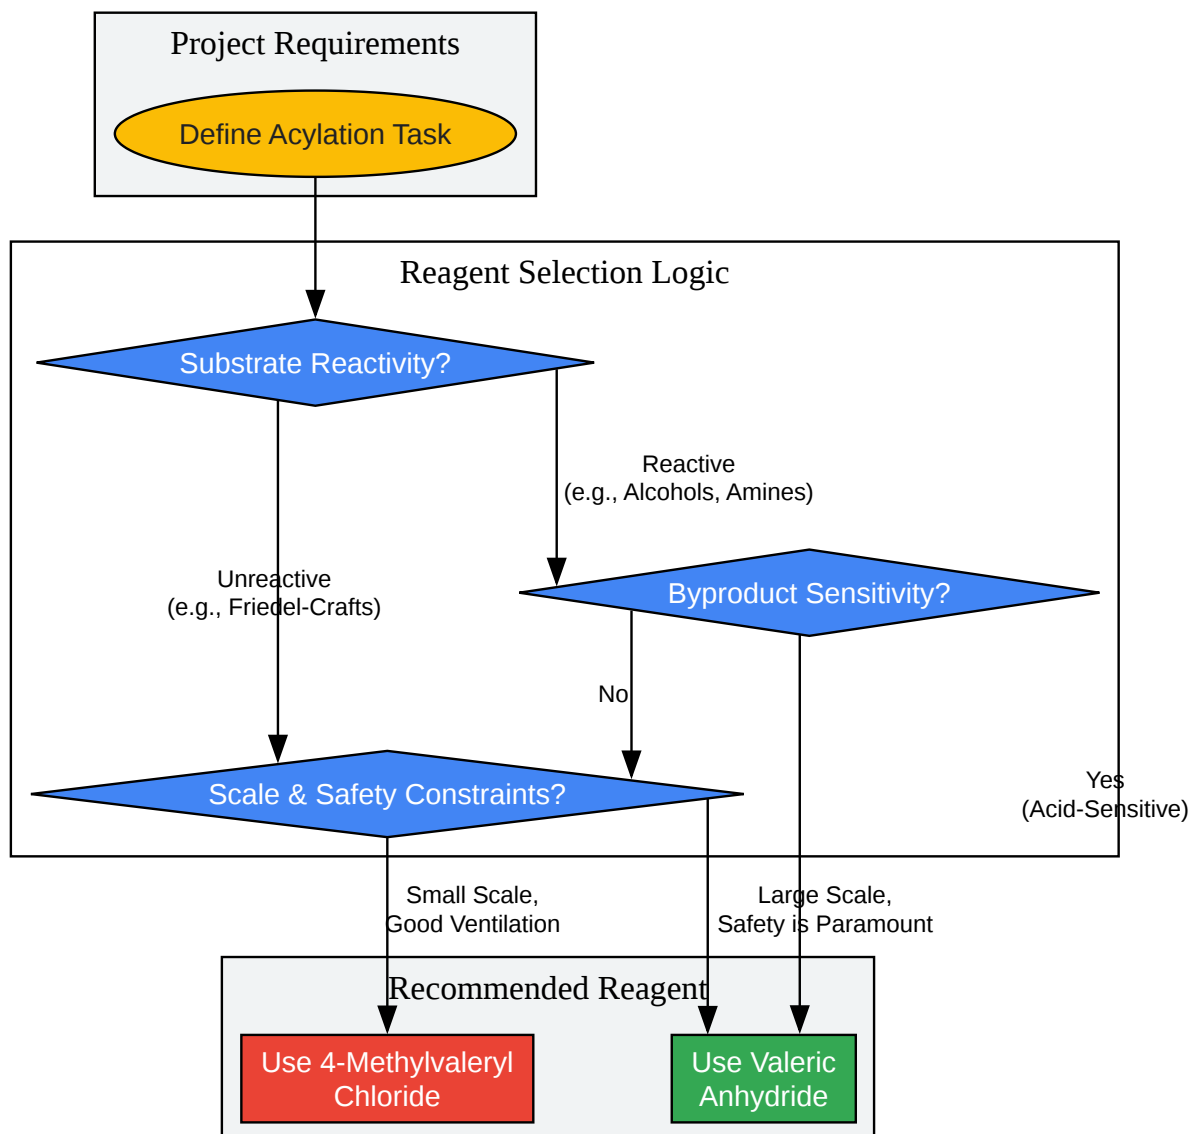 Project Requirements
Define Acylation Task
Reagent Selection Logic
Substrate Reactivity?
Reactive
(e.g., Alcohols, Amines)
Unreactive
(e.g., Friedel-Crafts)
Byproduct Sensitivity?
No
Scale & Safety Constraints?
Yes
(Acid-Sensitive)
Small Scale,
Good Ventilation
Large Scale,
Safety is Paramount
Recommended Reagent
Use 4-Methylvaleryl
Chloride
Use Valeric
Anhydride